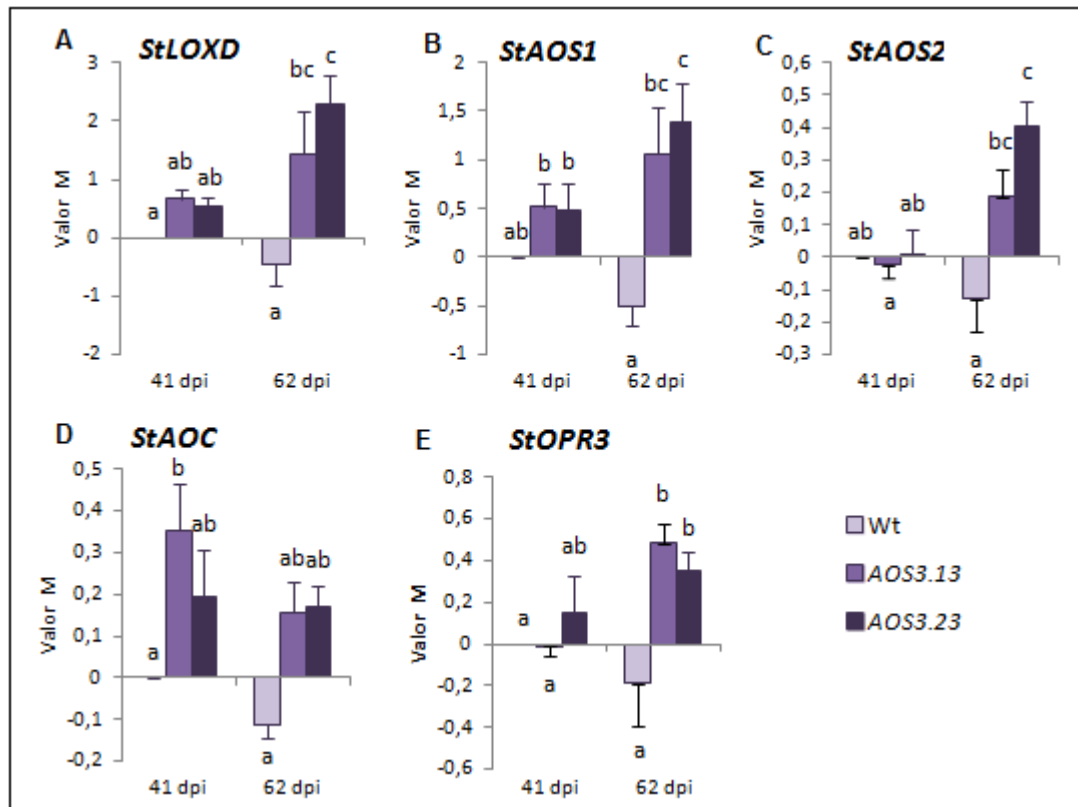 A StLOXD
Valor M
3
2
1
0
-1
-2
a ab ab a bc c
41 dpi 62 dpi
B StAOS1
Valor M
2
1,5
1
0,5
0
-0,5
-1
ab b b a bc c
41 dpi 62 dpi
C StAOS2
Valor M
0,6
0,5
0,4
0,3
0,2
0,1
0
-0,1
-0,2
-0,3
ab a ab a bc c
41 dpi 62 dpi
D StAOC
Valor M
0,5
0,4
0,3
0,2
0,1
0
-0,1
-0,2
a b ab a ab ab
41 dpi 62 dpi
E StOPR3
Valor M
0,8
0,6
0,4
0,2
0
-0,2
-0,4
-0,6
a a ab a b b
41 dpi 62 dpi
Wt
AOS3.13
AOS3.23